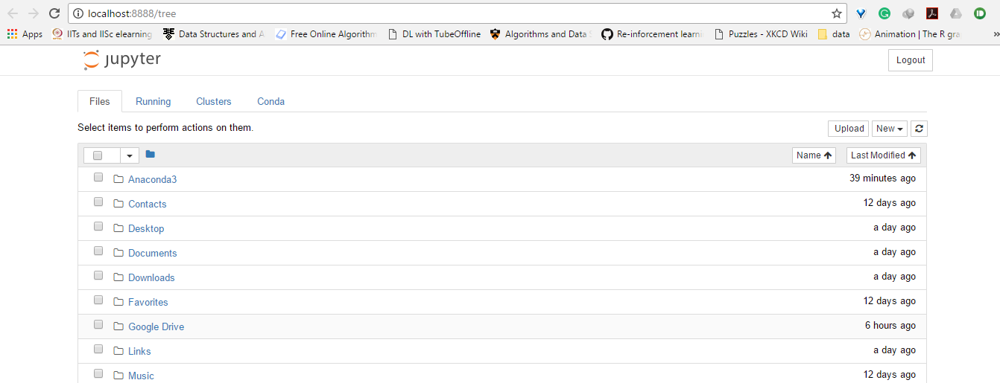 localhost:8888/tree
Apps IITs and IISc elearning Data Structures and A Free Online Algorithm DL with TubeOffline Algorithms and Data S Re-inforcement learni Puzzles - XKCD Wiki data Animation | The R gra »
jupyter Logout
Files Running Clusters Conda
Select items to perform actions on them. Upload New
Name Last Modified
Anaconda3 39 minutes ago
Contacts 12 days ago
Desktop a day ago
Documents a day ago
Downloads a day ago
Favorites 12 days ago
Google Drive 6 hours ago
Links a day ago
Music 12 days ago